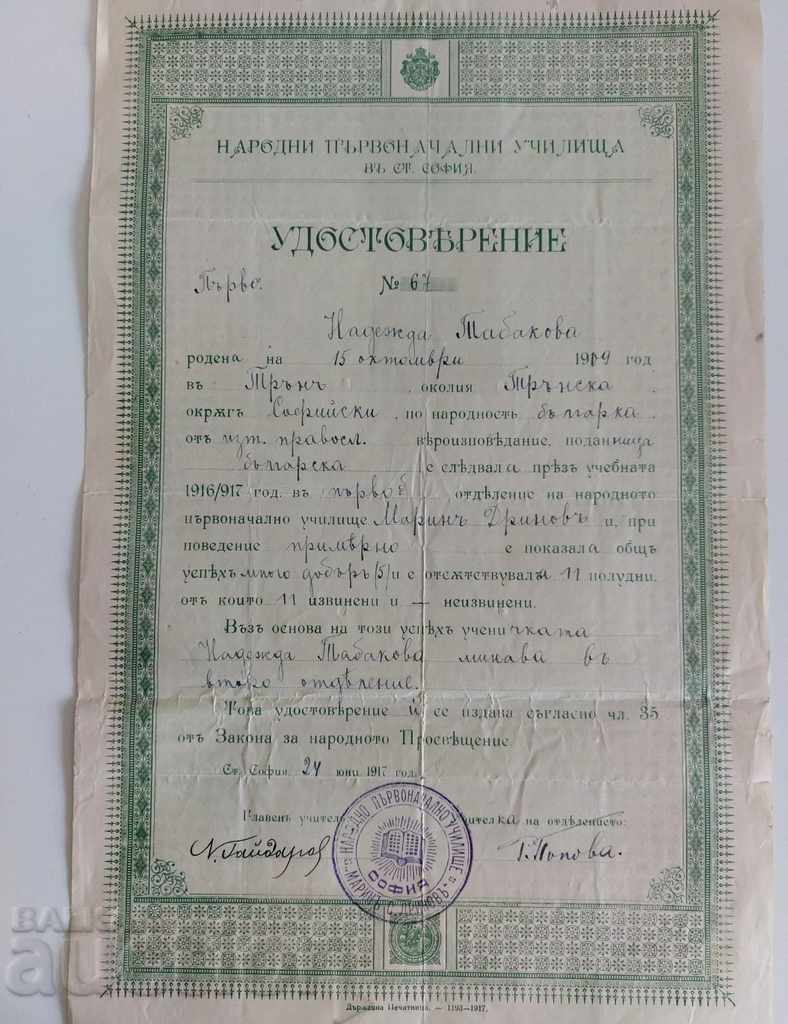 НАРОДНИ ПЪРВОНАЧАЛНИ УЧИЛИЩА
ВЪ СТ. СОФИЯ.
УДОСТОВѢРЕНИЕ
Първо. № 67
Надежда Табакова
родена на 15 октомври 1909 год
въ Трънъ, околия Трънска,
окрѫгъ Софийски, по народность българка,
отъ изт. правосл. вѣроизповѣдание, поданница
българска е слѣдвала прѣзъ учебната
1916/917 год. въ първо отдѣление на народното
първоначално училище Маринъ Дриновъ и, при
поведение примѣрно е показала общъ
успѣхъ много добъръ /5/ и е отсѫтствувала 11 полудни,
отъ които 11 извинени и — неизвинени.
Възъ основа на този успѣхъ ученичката
Надежда Табакова минава въ
второ отдѣление.
Това удостовѣрение ѝ се издава съгласно чл. 35
отъ Закона за народното Просвѣщение.
Ст. София 24 юни 1917 год.
Главенъ учител на отдѣлението:
Н. Гайдаров Попова.
НАРОДНО ПЪРВОНАЧАЛНО УЧИЛИЩЕ
„МАРИНЪ С. ДРИНОВЪ“
СОФИЯ
Държавна Печатница. — 1193—1917.